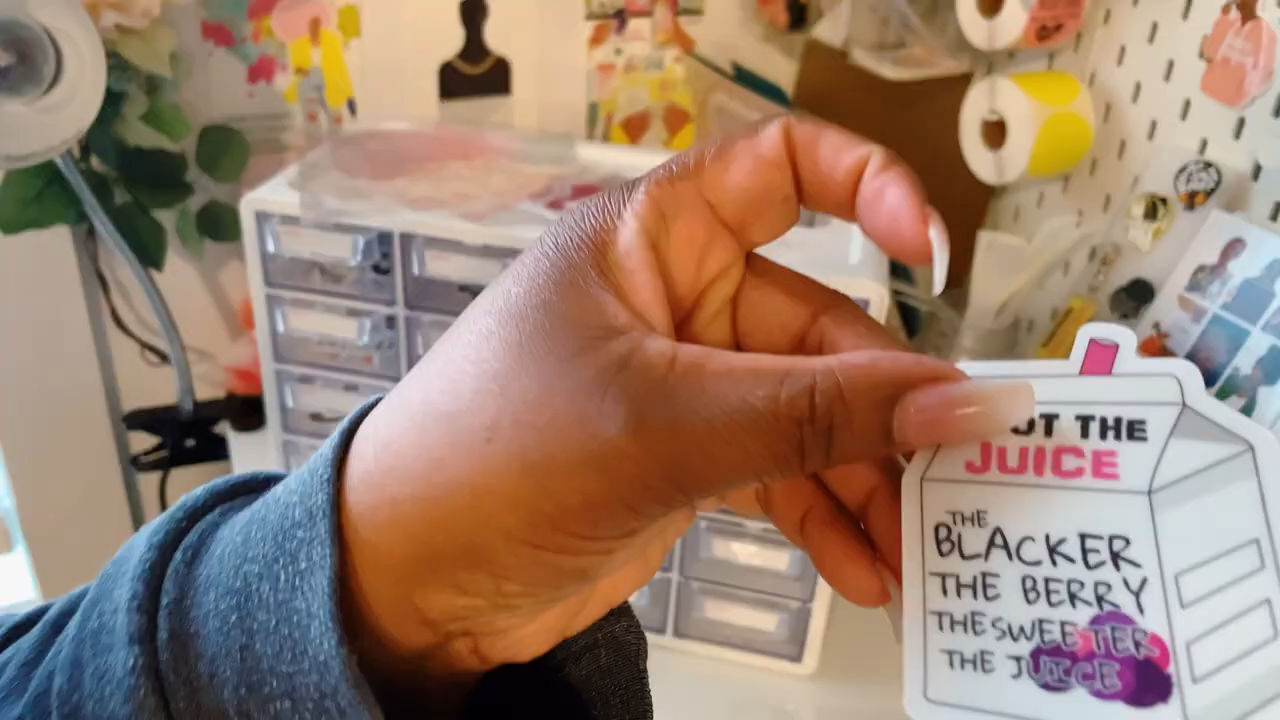 OT THE
JUICE
THE
BLACKER
THE BERRY
THE SWEETER
THE JUICE